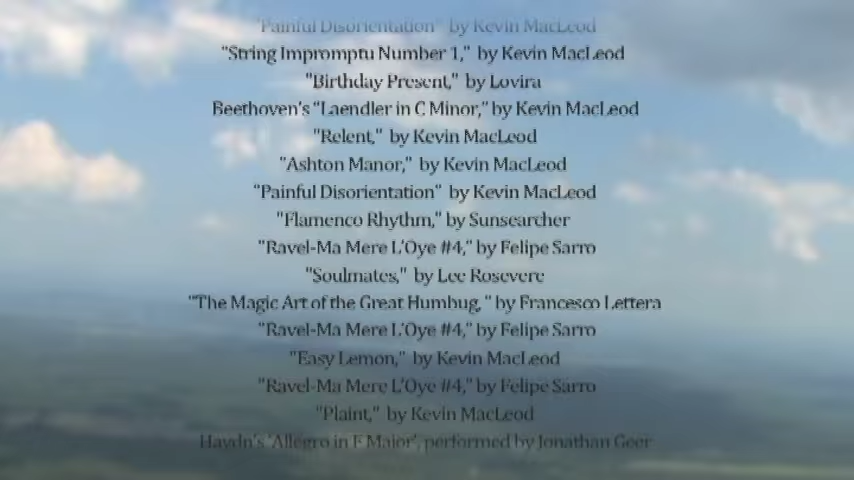 "Painful Disorientation"  by Kevin MacLeod
"String Impromptu Number 1,"  by Kevin MacLeod
"Birthday Present,"  by Lovira
Beethoven's "Laendler in C Minor," by Kevin MacLeod
"Relent,"  by Kevin MacLeod
"Ashton Manor,"  by Kevin MacLeod
"Painful Disorientation"  by Kevin MacLeod
"Flamenco Rhythm," by Sunsearcher
"Ravel-Ma Mere L'Oye #4," by Felipe Sarro
"Soulmates,"  by Lee Rosevere
"The Magic Art of the Great Humbug, " by Francesco Lettera
"Ravel-Ma Mere L'Oye #4," by Felipe Sarro
"Easy Lemon,"  by Kevin MacLeod
"Ravel-Ma Mere L'Oye #4," by Felipe Sarro
"Plaint,"  by Kevin MacLeod
Haydn's 'Allegro in F Major', performed by Jonathan Geer